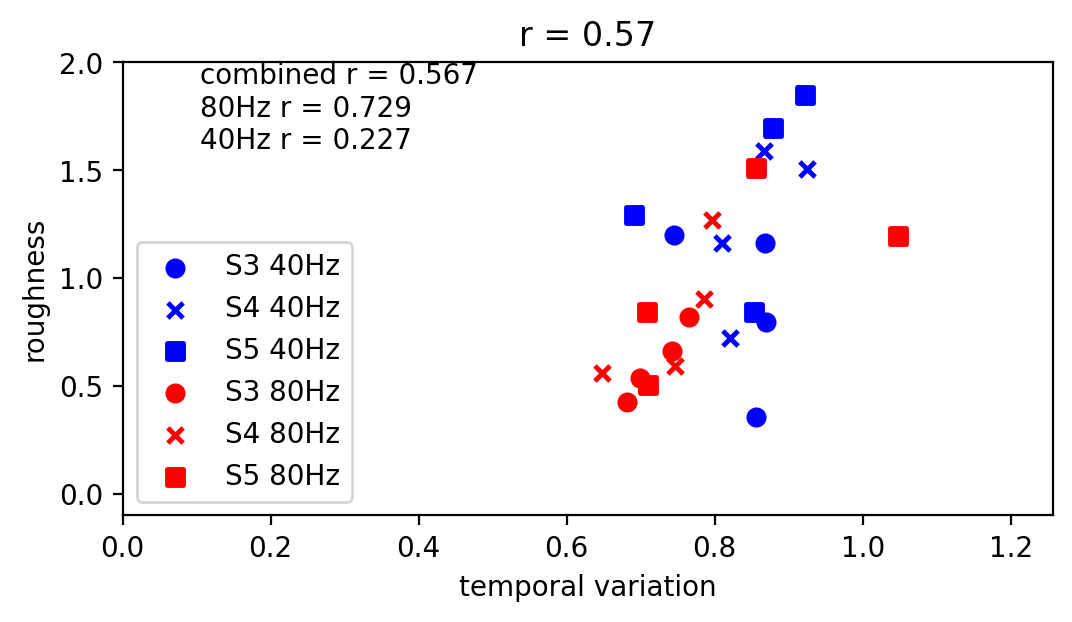 r = 0.57
2.0
combined r = 0.567
80Hz r = 0.729
40Hz r = 0.227
1.5
1.0
0.5
0.0
roughness
S3 40Hz
S4 40Hz
S5 40Hz
S3 80Hz
S4 80Hz
S5 80Hz
0.0 0.2 0.4 0.6 0.8 1.0 1.2
temporal variation